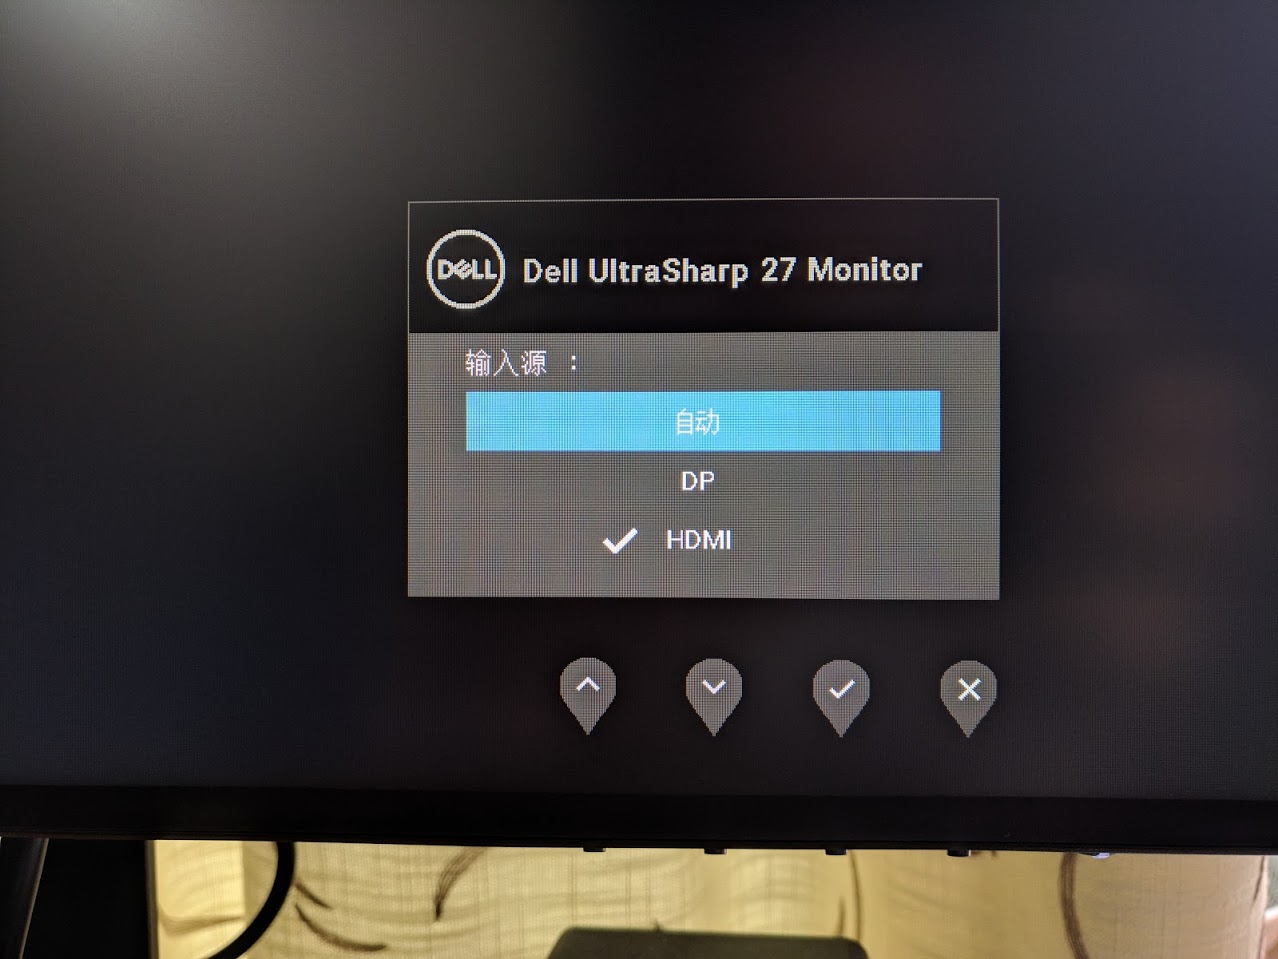 DELL
Dell UltraSharp 27 Monitor
输入源 :
自动
DP
HDMI